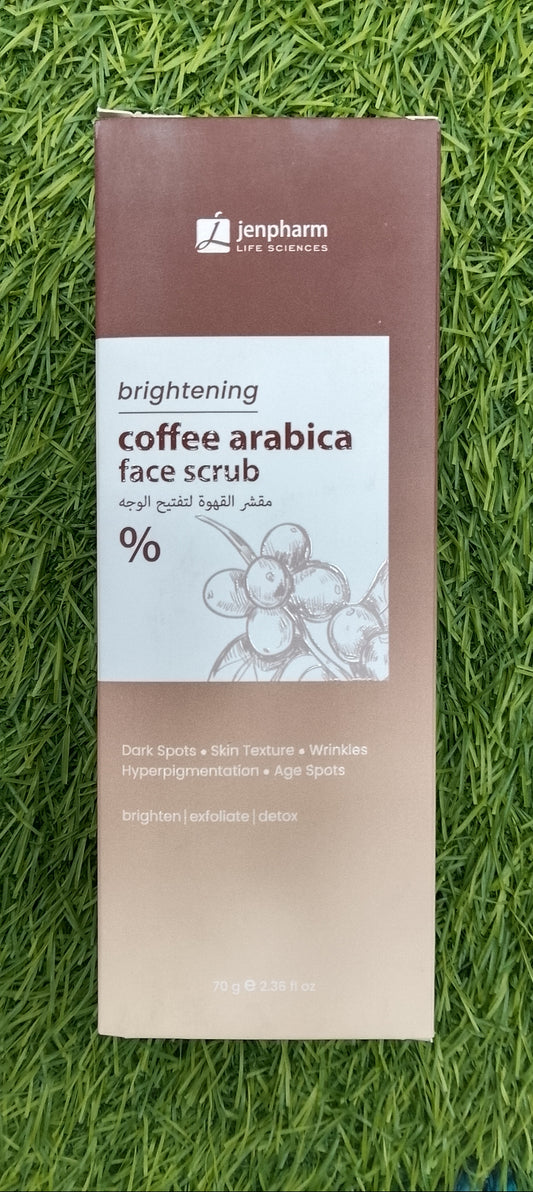 jenpharm
LIFE SCIENCES
brightening
coffee arabica
face scrub
مقشر القهوة لتفتيح الوجه
%
Dark Spots • Skin Texture • Wrinkles
Hyperpigmentation • Age Spots
brighten|exfoliate|detox
70 g e 2.36 fl oz